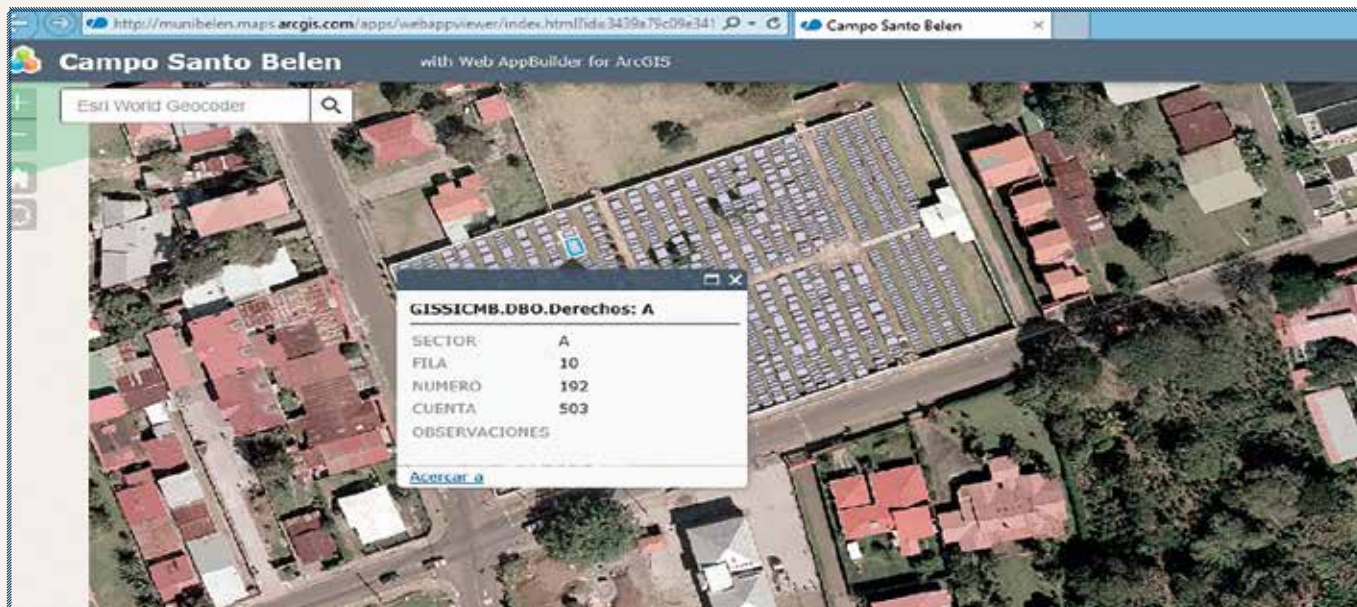 http://munibelen.maps.arcgis.com/apps/webappviewer/index.html?id=3439a79c09e341
Campo Santo Belen
Campo Santo Belen
with Web AppBuilder for ArcGIS
Esri World Geocoder
GISSICMB.DBO.Derechos: A
SECTOR A
FILA 10
NUMERO 192
CUENTA 503
OBSERVACIONES
Acercar a